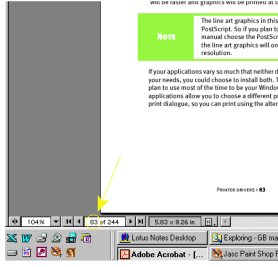 will be faster and graphics will be printed at t
The line art graphics in this
PostScript. So if you plan to
NOTE
manual choose the PostScr
the line art graphics will on
resolution.
If your applications vary so much that neither d
your needs, you could choose to install both. T
plan to use most of the time to be your Window
applications allow you to choose a different pr
print dialogue, so you can print using the alter
PRINTER DRIVERS > 83
104% 83 of 244 5.83 x 8.26 in
Lotus Notes Desktop Exploring - GB ma
Adobe Acrobat - [... Jasc Paint Shop P